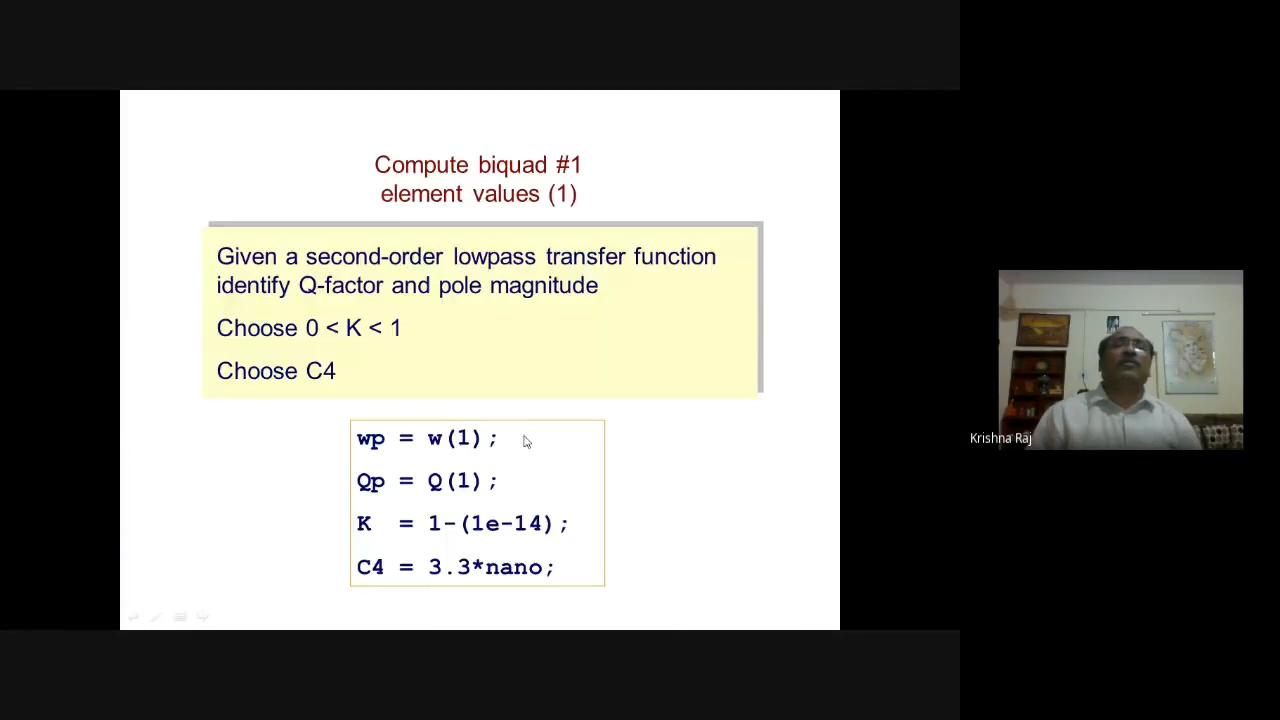 Compute biquad #1
element values (1)
Given a second-order lowpass transfer function
identify Q-factor and pole magnitude
Choose 0 < K < 1
Choose C4
wp = w(1);
Qp = Q(1);
K = 1-(1e-14);
C4 = 3.3*nano;
Krishna Raj